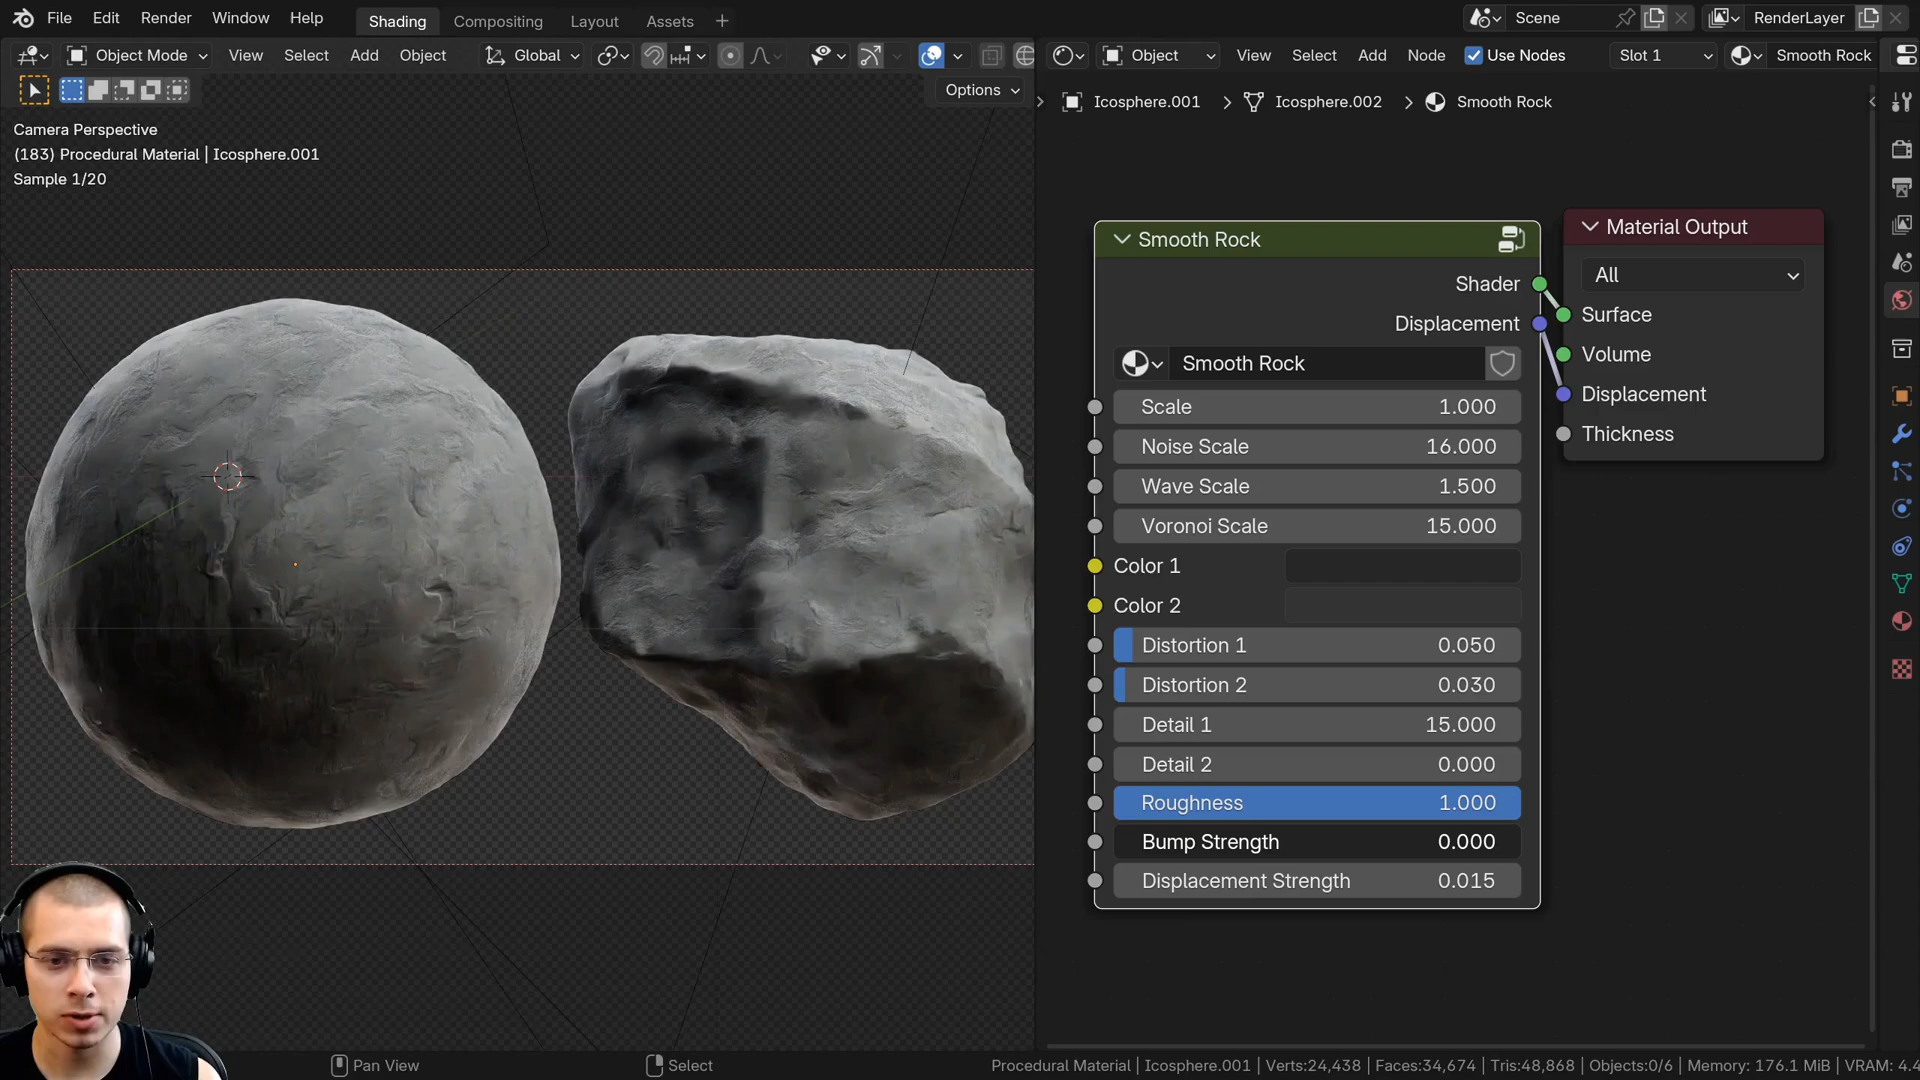 File Edit Render Window Help Shading Compositing Layout Assets + Scene RenderLayer
Object Mode View Select Add Object Global Object View Select Add Node Use Nodes Slot 1 Smooth Rock
Options
Icosphere.001 > Icosphere.002 > Smooth Rock
Camera Perspective
(183) Procedural Material | Icosphere.001
Sample 1/20
Smooth Rock
Shader
Displacement
Smooth Rock
Scale 1.000
Noise Scale 16.000
Wave Scale 1.500
Voronoi Scale 15.000
Color 1
Color 2
Distortion 1 0.050
Distortion 2 0.030
Detail 1 15.000
Detail 2 0.000
Roughness 1.000
Bump Strength 0.000
Displacement Strength 0.015
Material Output
All
Surface
Volume
Displacement
Thickness
Pan View Select Procedural Material | Icosphere.001 | Verts:24,438 | Faces:34,674 | Tris:48,868 | Objects:0/6 | Memory: 176.1 MiB | VRAM: 4.4